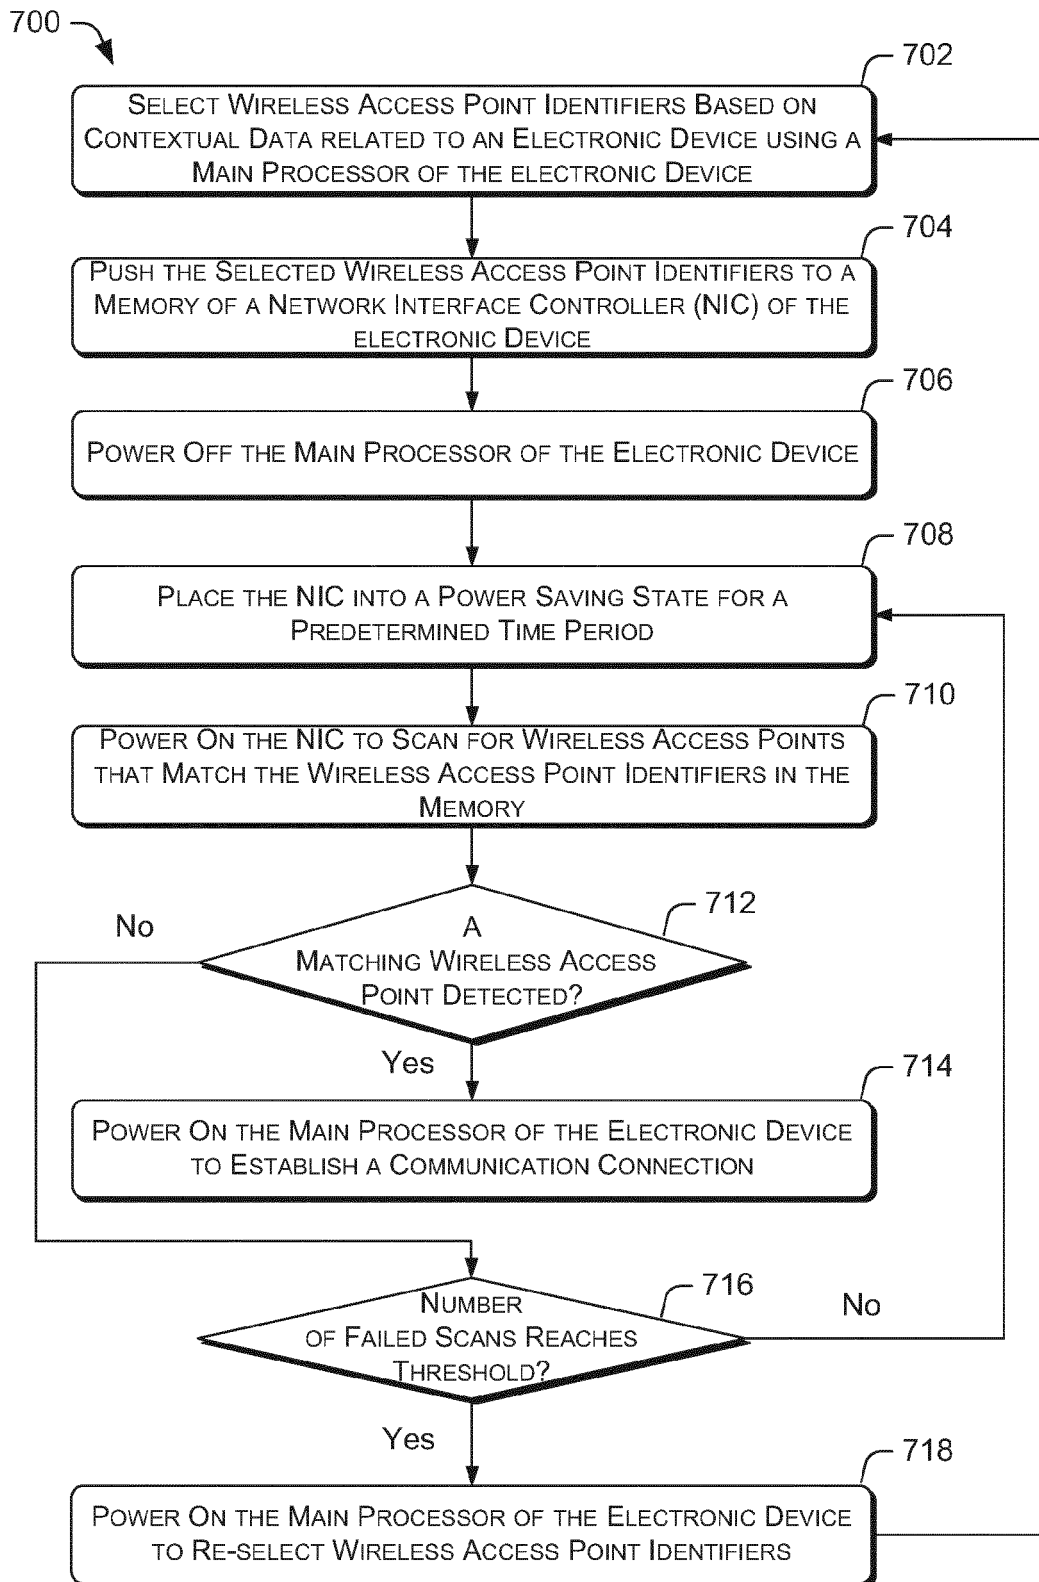 700
702
SELECT WIRELESS ACCESS POINT IDENTIFIERS BASED ON
CONTEXTUAL DATA RELATED TO AN ELECTRONIC DEVICE USING A
MAIN PROCESSOR OF THE ELECTRONIC DEVICE
704
PUSH THE SELECTED WIRELESS ACCESS POINT IDENTIFIERS TO A
MEMORY OF A NETWORK INTERFACE CONTROLLER (NIC) OF THE
ELECTRONIC DEVICE
706
POWER OFF THE MAIN PROCESSOR OF THE ELECTRONIC DEVICE
708
PLACE THE NIC INTO A POWER SAVING STATE FOR A
PREDETERMINED TIME PERIOD
710
POWER ON THE NIC TO SCAN FOR WIRELESS ACCESS POINTS
THAT MATCH THE WIRELESS ACCESS POINT IDENTIFIERS IN THE
MEMORY
712
No
A
MATCHING WIRELESS ACCESS
POINT DETECTED?
Yes
714
POWER ON THE MAIN PROCESSOR OF THE ELECTRONIC DEVICE
TO ESTABLISH A COMMUNICATION CONNECTION
716
NUMBER
OF FAILED SCANS REACHES
THRESHOLD?
No
Yes
718
POWER ON THE MAIN PROCESSOR OF THE ELECTRONIC DEVICE
TO RE-SELECT WIRELESS ACCESS POINT IDENTIFIERS